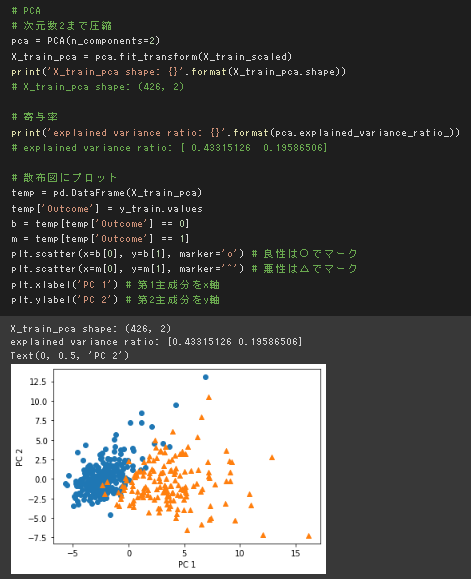 # PCA
# 次元数2まで圧縮
pca = PCA(n_components=2)
X_train_pca = pca.fit_transform(X_train_scaled)
print('X_train_pca shape: {}'.format(X_train_pca.shape))
# X_train_pca shape: (426, 2)
# 寄与率
print('explained variance ratio: {}'.format(pca.explained_variance_ratio_))
# explained variance ratio: [ 0.43315126  0.19586506]
# 散布図にプロット
temp = pd.DataFrame(X_train_pca)
temp['Outcome'] = y_train.values
b = temp[temp['Outcome'] == 0]
m = temp[temp['Outcome'] == 1]
plt.scatter(x=b[0], y=b[1], marker='o') # 良性は○でマーク
plt.scatter(x=m[0], y=m[1], marker='^') # 悪性は△でマーク
plt.xlabel('PC 1') # 第1主成分をx軸
plt.ylabel('PC 2') # 第2主成分をy軸
X_train_pca shape: (426, 2)
explained variance ratio: [0.43315126 0.19586506]
Text(0, 0.5, 'PC 2')
12.5
10.0
7.5
5.0
2.5
0.0
-2.5
-5.0
-7.5
PC 2
-5 0 5 10 15
PC 1